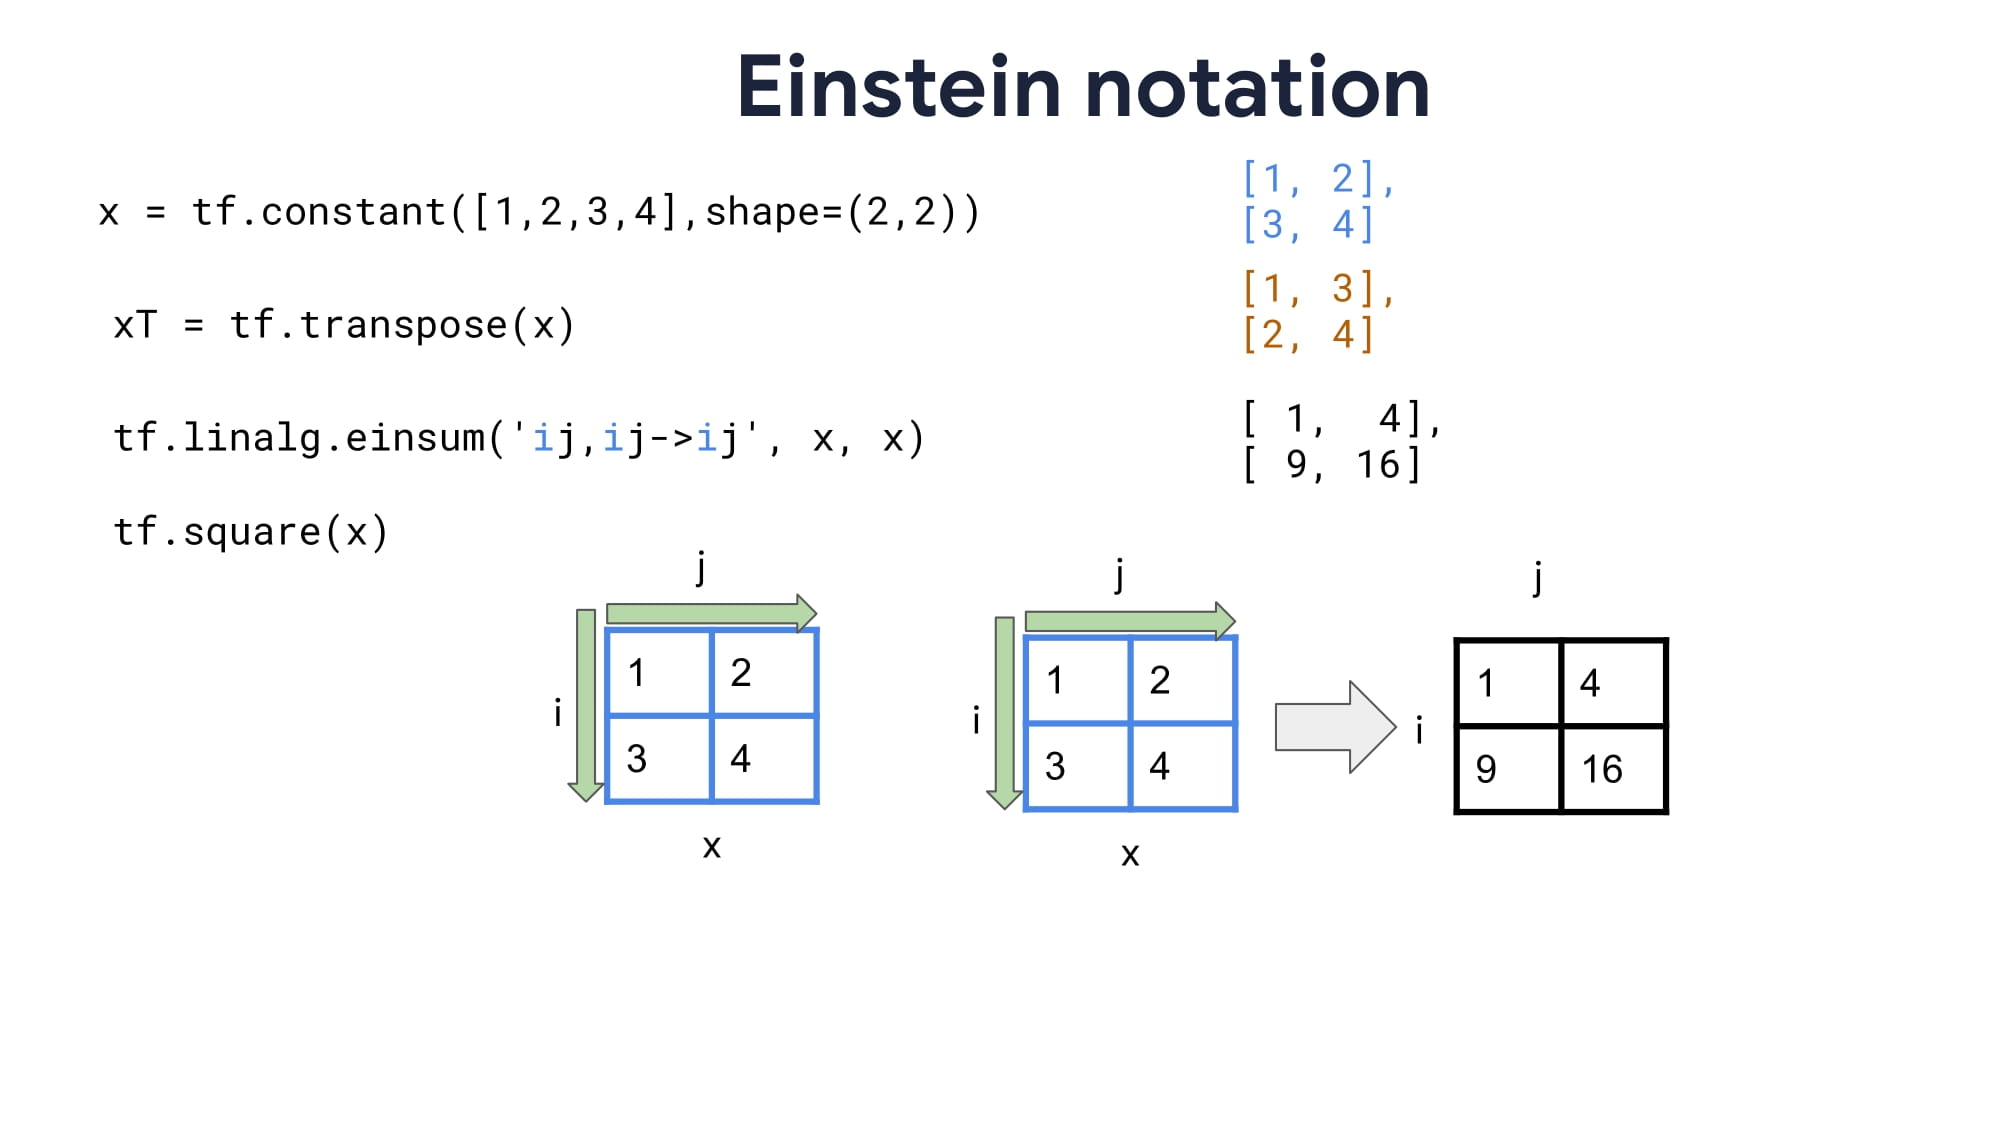 Einstein notation
x = tf.constant([1,2,3,4],shape=(2,2))
[1, 2],
[3, 4]
xT = tf.transpose(x)
[1, 3],
[2, 4]
tf.linalg.einsum('ij,ij->ij', x, x)
[ 1,  4],
[ 9, 16]
tf.square(x)
j
i
1 2
3 4
x
j
i
1 2
3 4
x
j
i
1 4
9 16